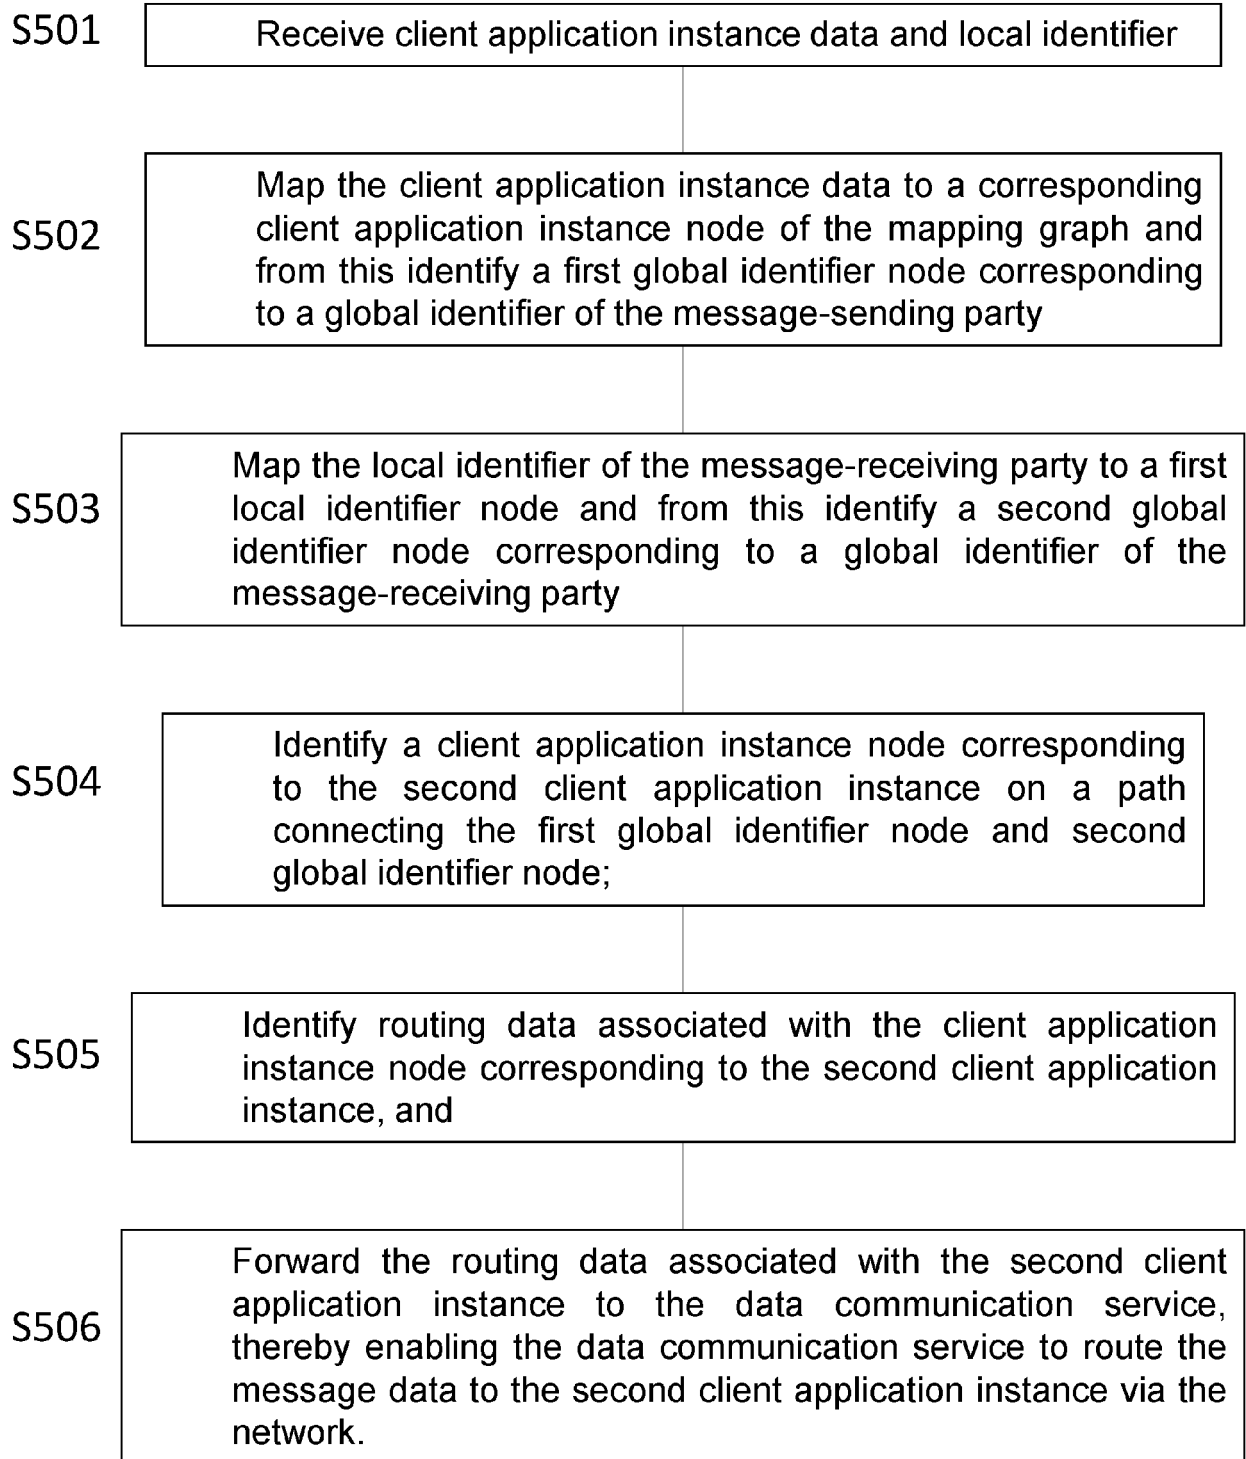 S501
Receive client application instance data and local identifier
S502
Map the client application instance data to a corresponding
client application instance node of the mapping graph and
from this identify a first global identifier node corresponding
to a global identifier of the message-sending party
S503
Map the local identifier of the message-receiving party to a first
local identifier node and from this identify a second global
identifier node corresponding to a global identifier of the
message-receiving party
S504
Identify a client application instance node corresponding
to the second client application instance on a path
connecting the first global identifier node and second
global identifier node;
S505
Identify routing data associated with the client application
instance node corresponding to the second client application
instance, and
S506
Forward the routing data associated with the second client
application instance to the data communication service,
thereby enabling the data communication service to route the
message data to the second client application instance via the
network.